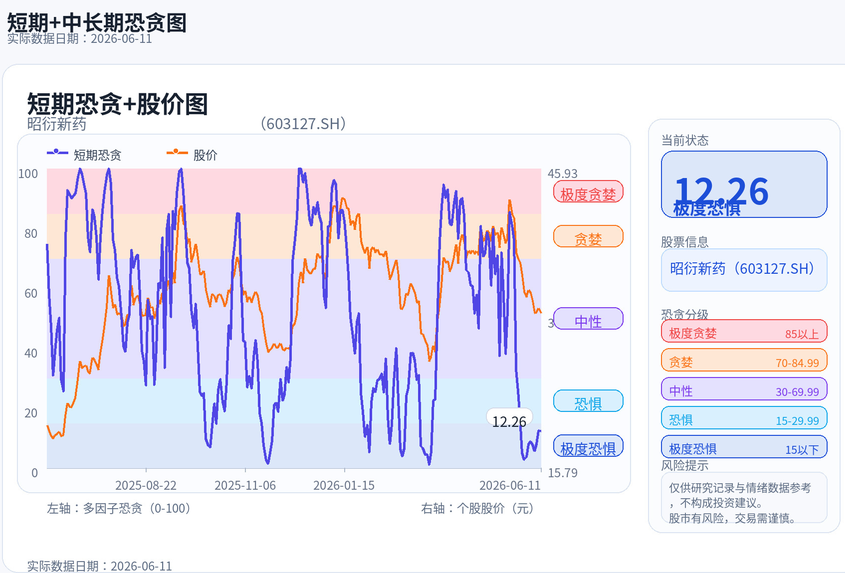 短期+中长期恐贪图
实际数据日期：2026-06-11
短期恐贪+股价图
昭衍新药 （603127.SH）
短期恐贪 股价
100
80
60
40
20
0
45.93
3
15.79
极度贪婪
贪婪
中性
恐惧
极度恐惧
12.26
2025-08-22 2025-11-06 2026-01-15 2026-06-11
左轴：多因子恐贪（0-100） 右轴：个股股价（元）
实际数据日期：2026-06-11
当前状态
12.26
极度恐惧
股票信息
昭衍新药（603127.SH）
恐贪分级
极度贪婪 85以上
贪婪 70-84.99
中性 30-69.99
恐惧 15-29.99
极度恐惧 15以下
风险提示
仅供研究记录与情绪数据参考
，不构成投资建议。
股市有风险，交易需谨慎。